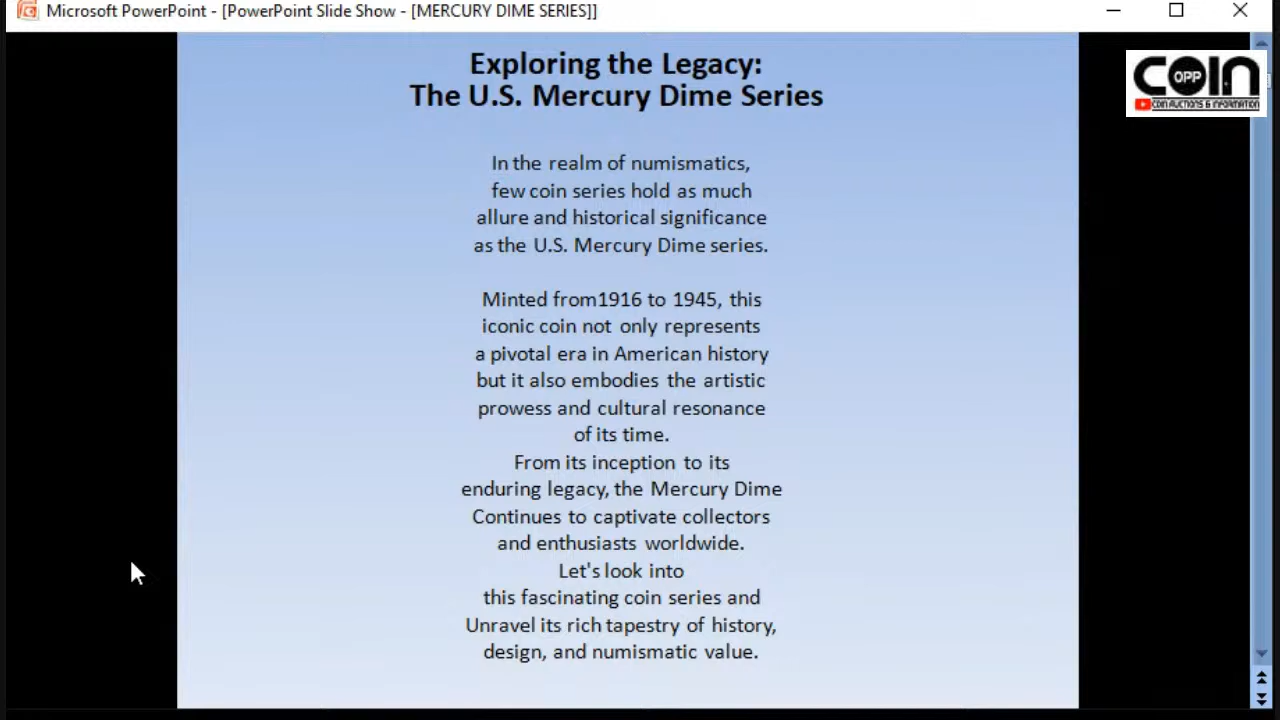 Microsoft PowerPoint - [PowerPoint Slide Show - [MERCURY DIME SERIES]]
Exploring the Legacy:
The U.S. Mercury Dime Series
COIN
OPP
COIN AUCTIONS & INFORMATION
In the realm of numismatics,
few coin series hold as much
allure and historical significance
as the U.S. Mercury Dime series.
Minted from1916 to 1945, this
iconic coin not only represents
a pivotal era in American history
but it also embodies the artistic
prowess and cultural resonance
of its time.
From its inception to its
enduring legacy, the Mercury Dime
Continues to captivate collectors
and enthusiasts worldwide.
Let's look into
this fascinating coin series and
Unravel its rich tapestry of history,
design, and numismatic value.